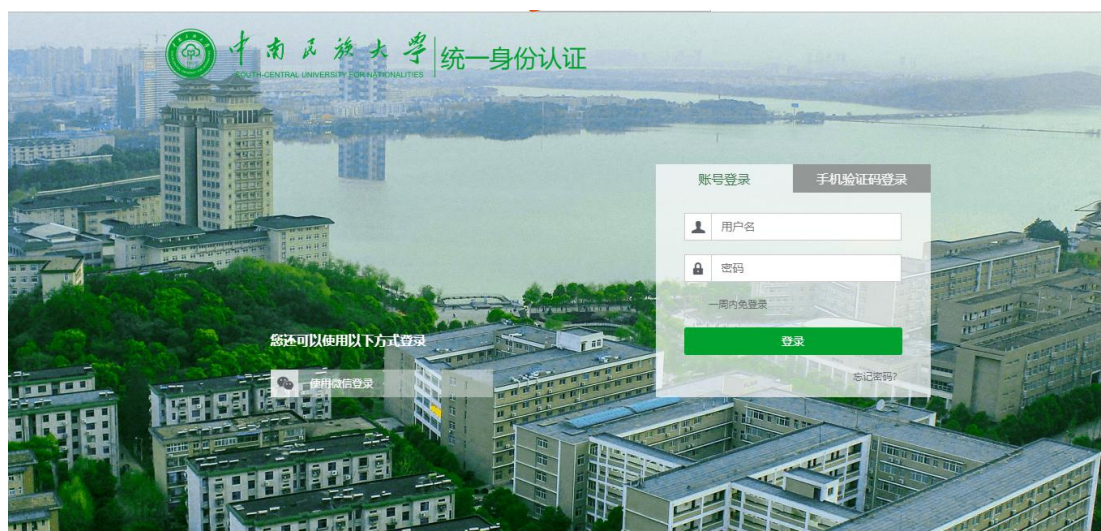 中南民族大学
SOUTH-CENTRAL UNIVERSITY FOR NATIONALITIES
统一身份认证
账号登录
手机验证码登录
用户名
密码
一周内免登录
登录
忘记密码?
您还可以使用以下方式登录
使用微信登录